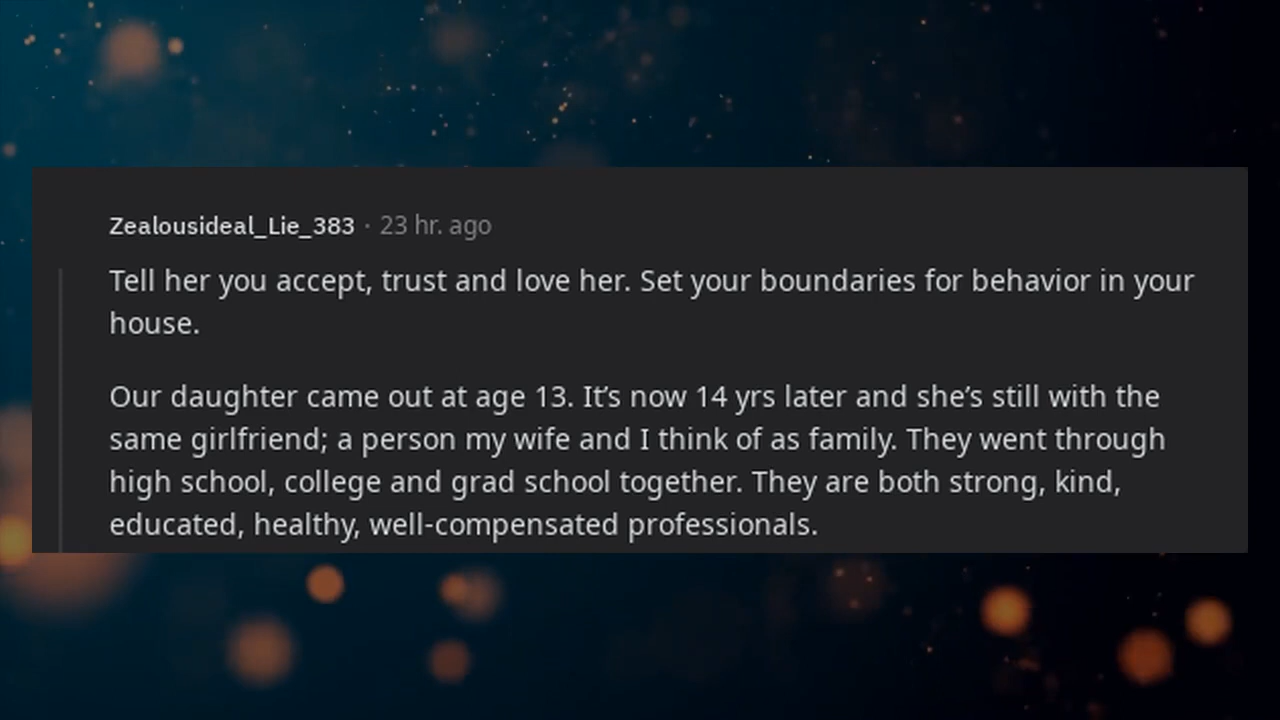 Zealousideal_Lie_383 · 23 hr. ago
Tell her you accept, trust and love her. Set your boundaries for behavior in your
house.
Our daughter came out at age 13. It’s now 14 yrs later and she’s still with the
same girlfriend; a person my wife and I think of as family. They went through
high school, college and grad school together. They are both strong, kind,
educated, healthy, well-compensated professionals.